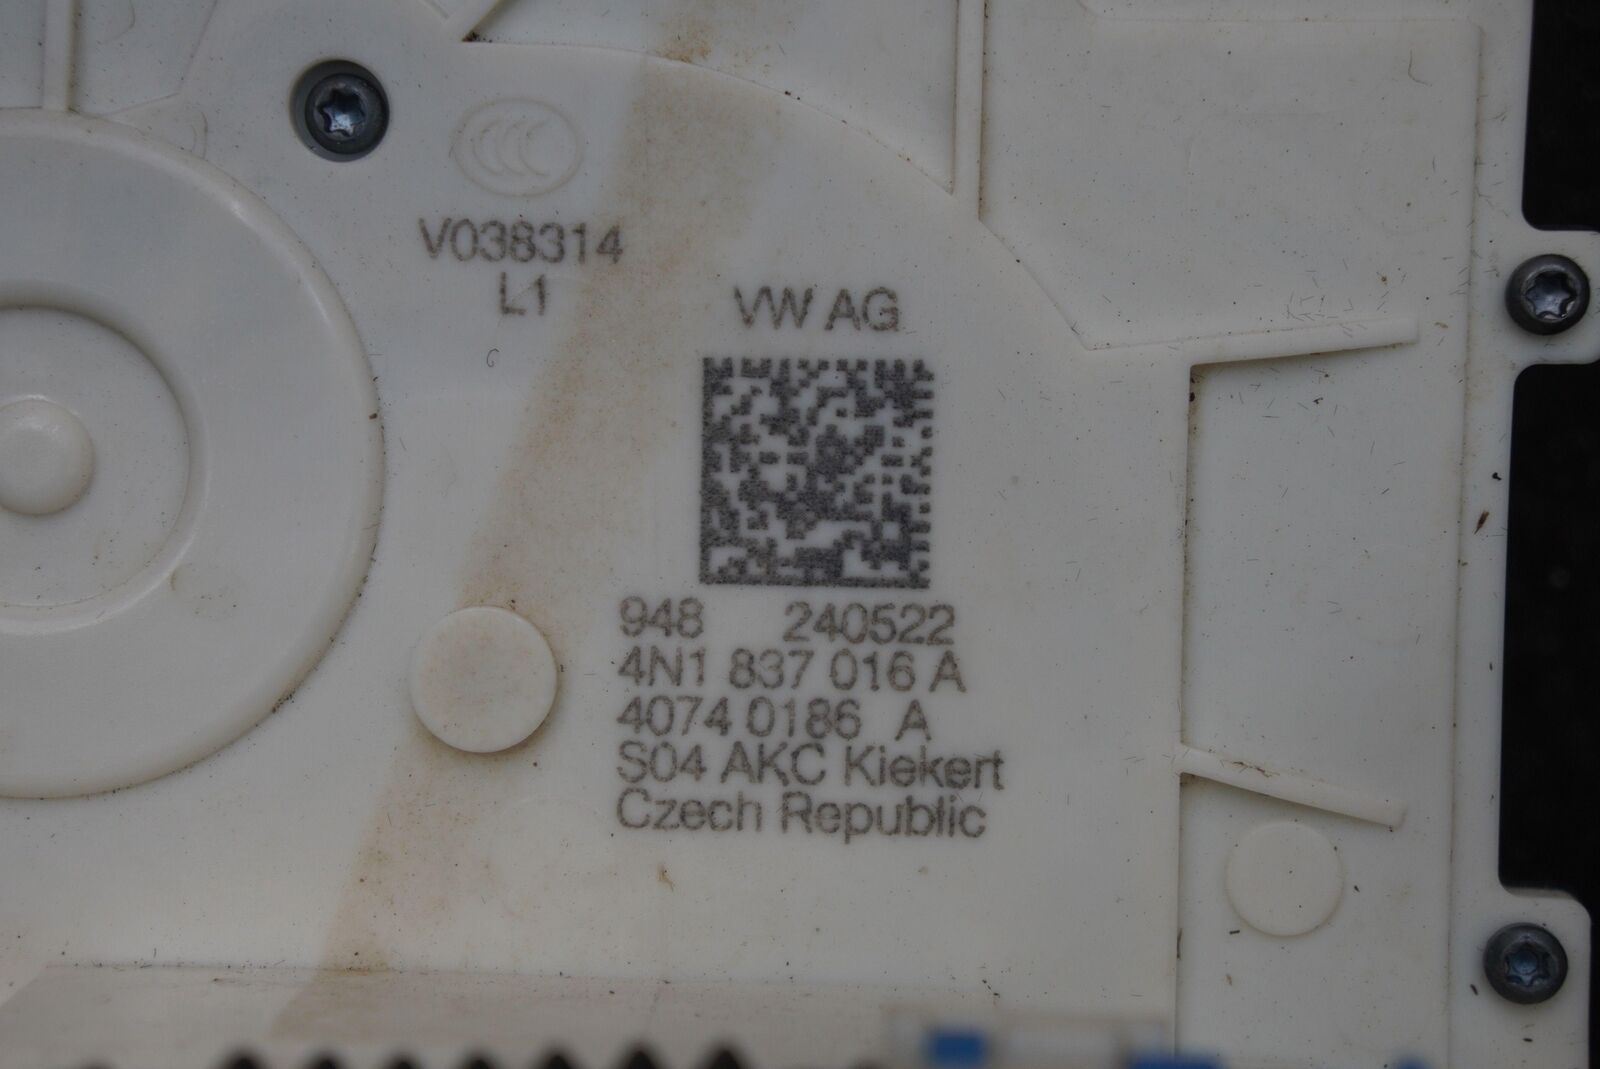 V038314
L1
VW AG
948 240522
4N1 837 016 A
4074 0186 A
S04 AKC Kiekert
Czech Republic